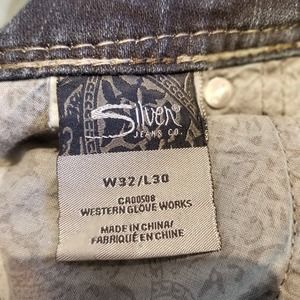 Silver
JEANS CO.
W32/L30
CA00508
WESTERN GLOVE WORKS
MADE IN CHINA/
FABRIQUÉ EN CHINE